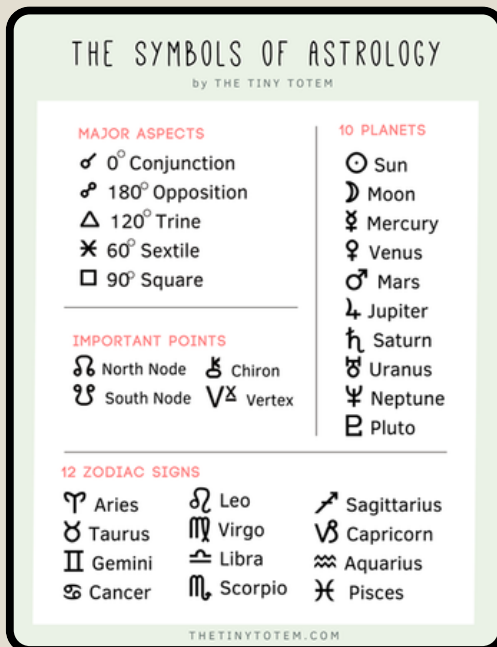 THE SYMBOLS OF ASTROLOGY
by THE TINY TOTEM
MAJOR ASPECTS
☌ 0° Conjunction
☍ 180° Opposition
△ 120° Trine
⚹ 60° Sextile
□ 90° Square
IMPORTANT POINTS
☊ North Node
⚷ Chiron
☋ South Node
Vx Vertex
10 PLANETS
☉ Sun
☽ Moon
☿ Mercury
♀ Venus
♂ Mars
♃ Jupiter
♄ Saturn
♅ Uranus
♆ Neptune
♇ Pluto
12 ZODIAC SIGNS
♈ Aries
♉ Taurus
♊ Gemini
♋ Cancer
♌ Leo
♍ Virgo
♎ Libra
♏ Scorpio
♐ Sagittarius
♑ Capricorn
♒ Aquarius
♓ Pisces
THETINYTOTEM.COM